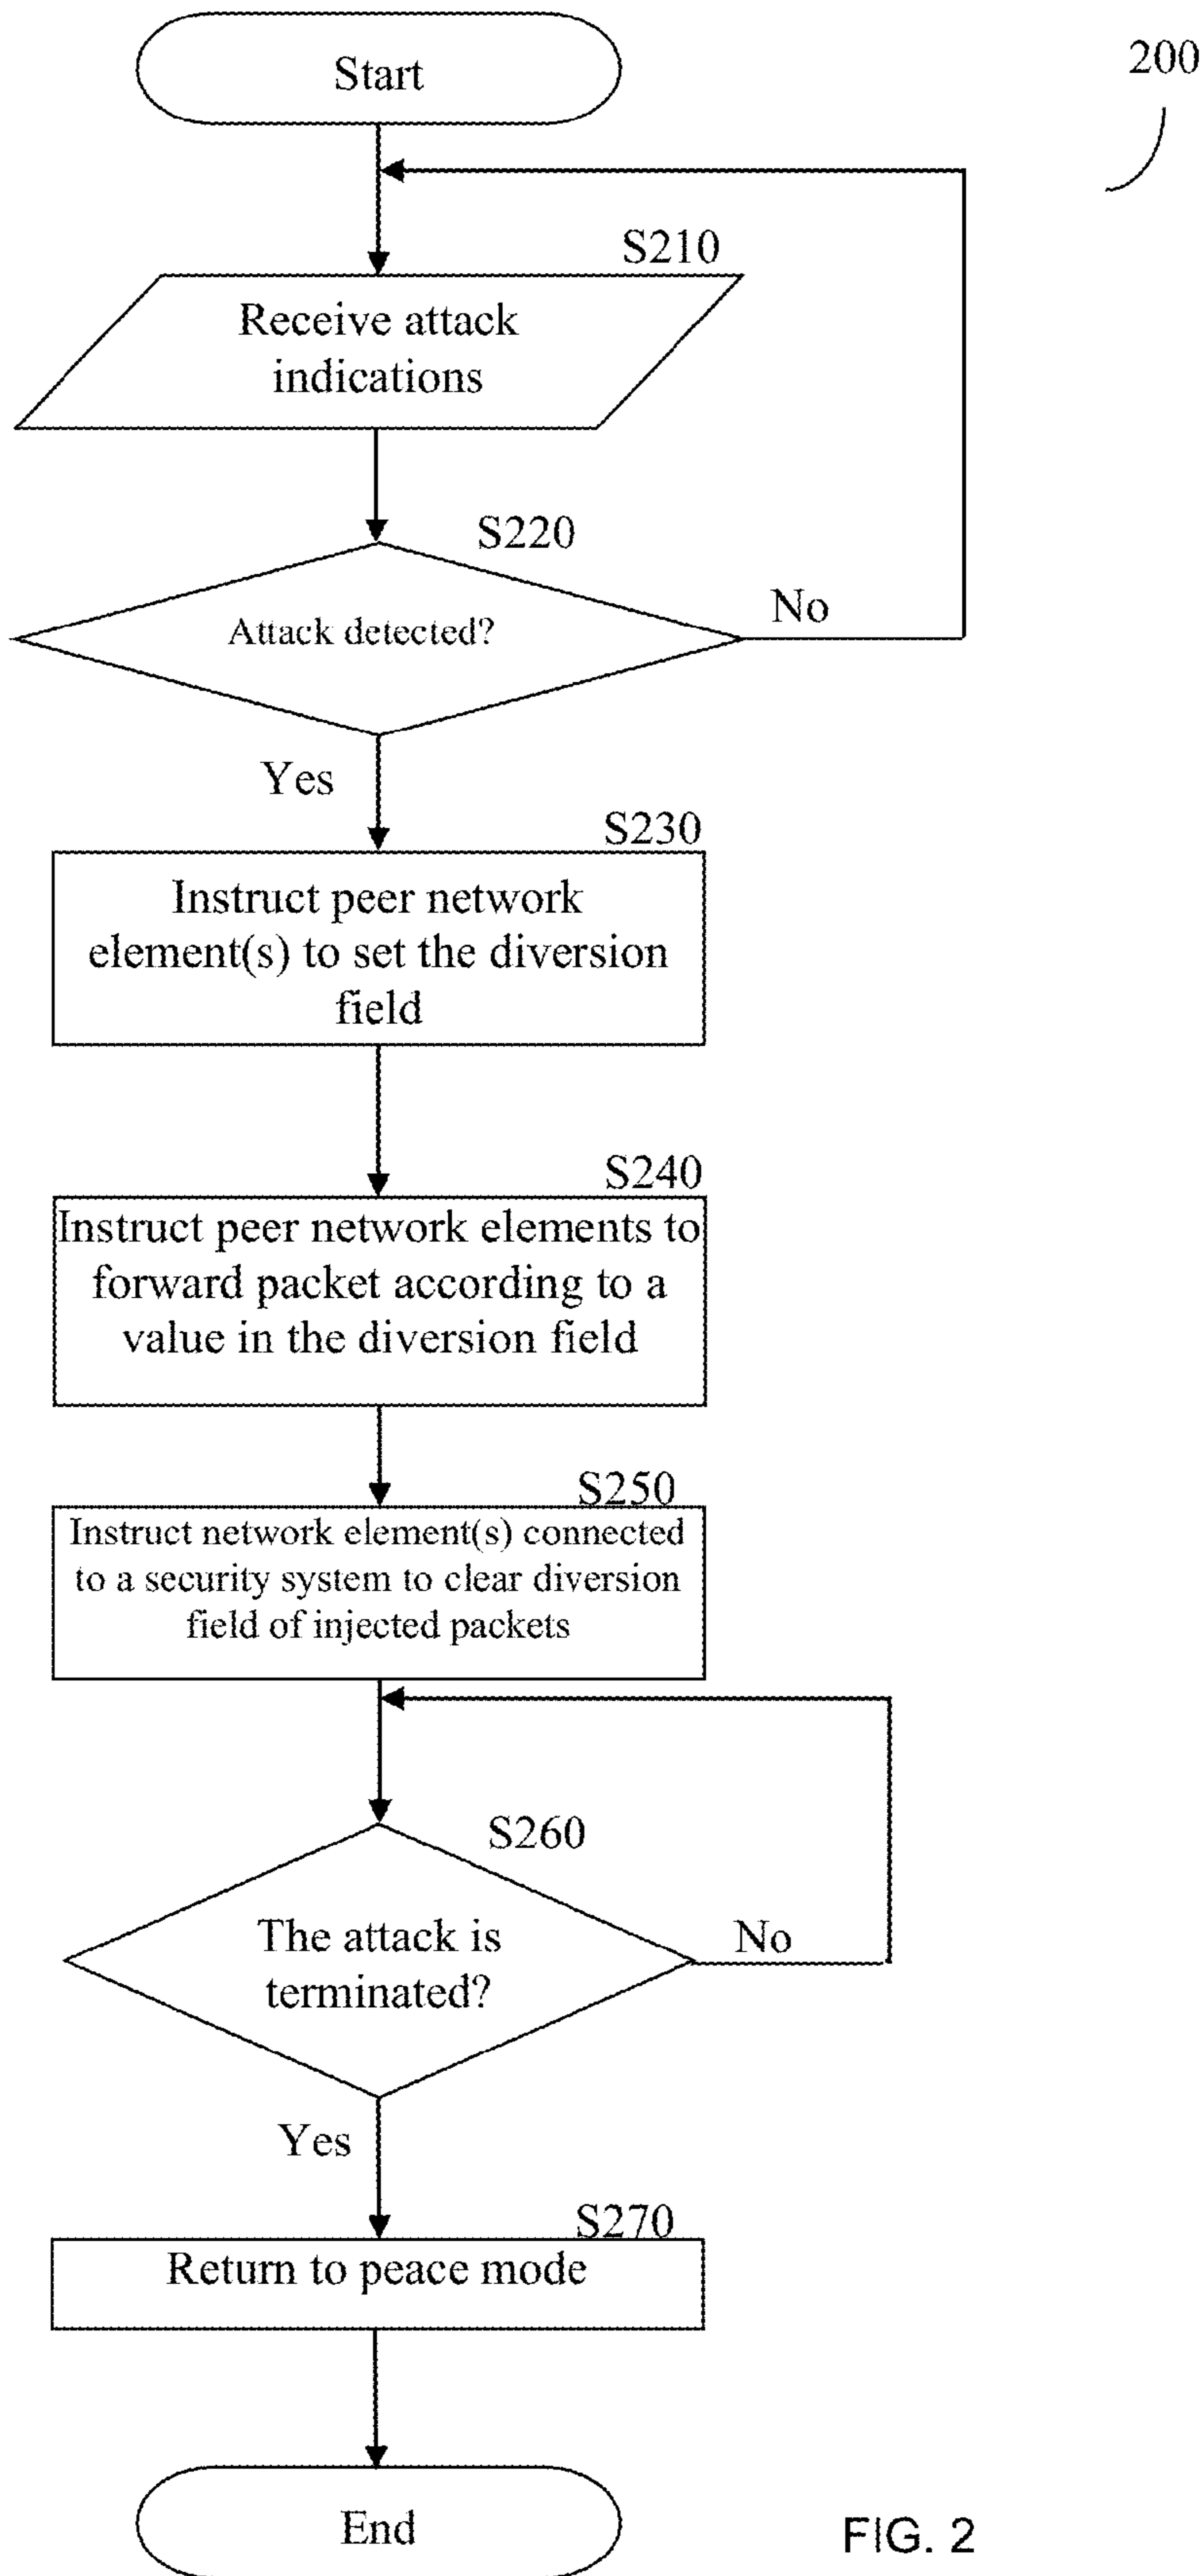 Start
200
S210
Receive attack
indications
S220
Attack detected?
No
Yes
S230
Instruct peer network
element(s) to set the diversion
field
S240
Instruct peer network elements to
forward packet according to a
value in the diversion field
S250
Instruct network element(s) connected
to a security system to clear diversion
field of injected packets
S260
The attack is
terminated?
No
Yes
S270
Return to peace mode
End
FIG. 2